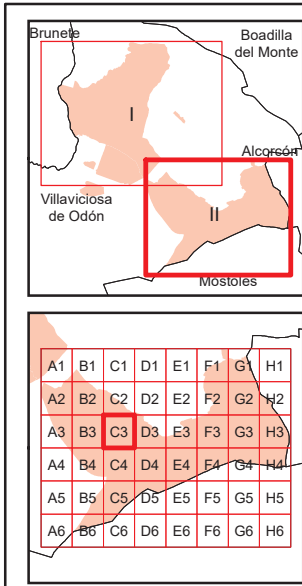 Brunete
Boadilla
del Monte
I
Alcorcón
Villaviciosa
de Odón
II
Móstoles
A1 B1 C1 D1 E1 F1 G1 H1
A2 B2 C2 D2 E2 F2 G2 H2
A3 B3 C3 D3 E3 F3 G3 H3
A4 B4 C4 D4 E4 F4 G4 H4
A5 B5 C5 D5 E5 F5 G5 H5
A6 B6 C6 D6 E6 F6 G6 H6